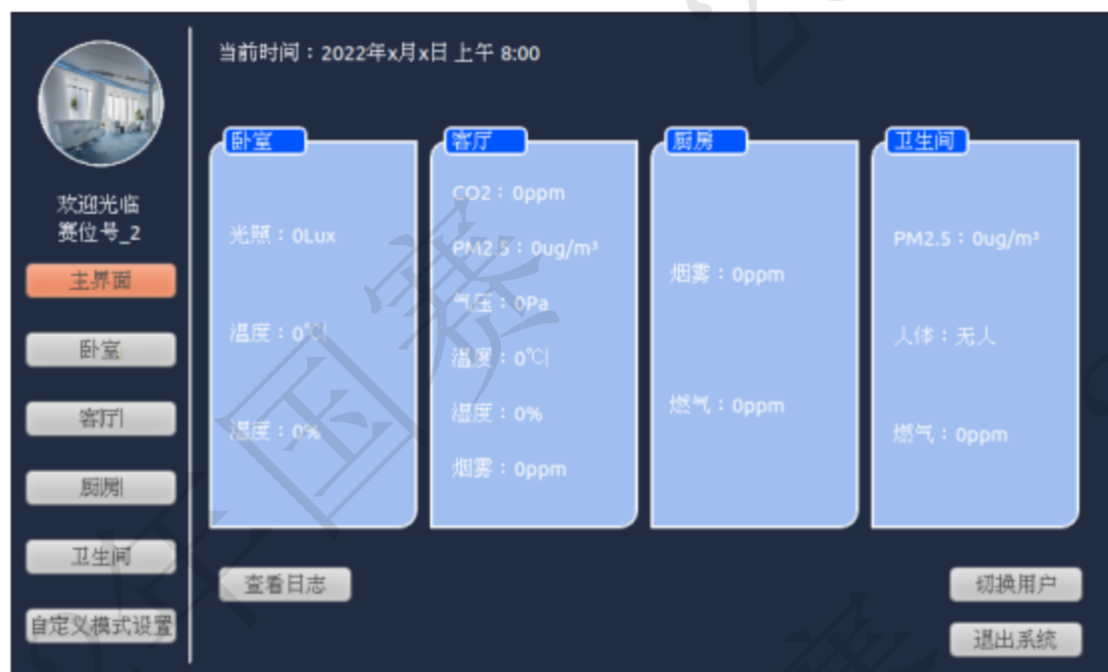 当前时间：2022年x月x日 上午 8:00
欢迎光临
赛位号_2
主界面
卧室
客厅
厨房
卫生间
自定义模式设置
卧室
光照：0Lux
温度：0℃
湿度：0%
客厅
CO2：0ppm
PM2.5：0ug/m³
气压：0Pa
温度：0℃
湿度：0%
烟雾：0ppm
厨房
烟雾：0ppm
燃气：0ppm
卫生间
PM2.5：0ug/m³
人体：无人
燃气：0ppm
查看日志
切换用户
退出系统
年国赛